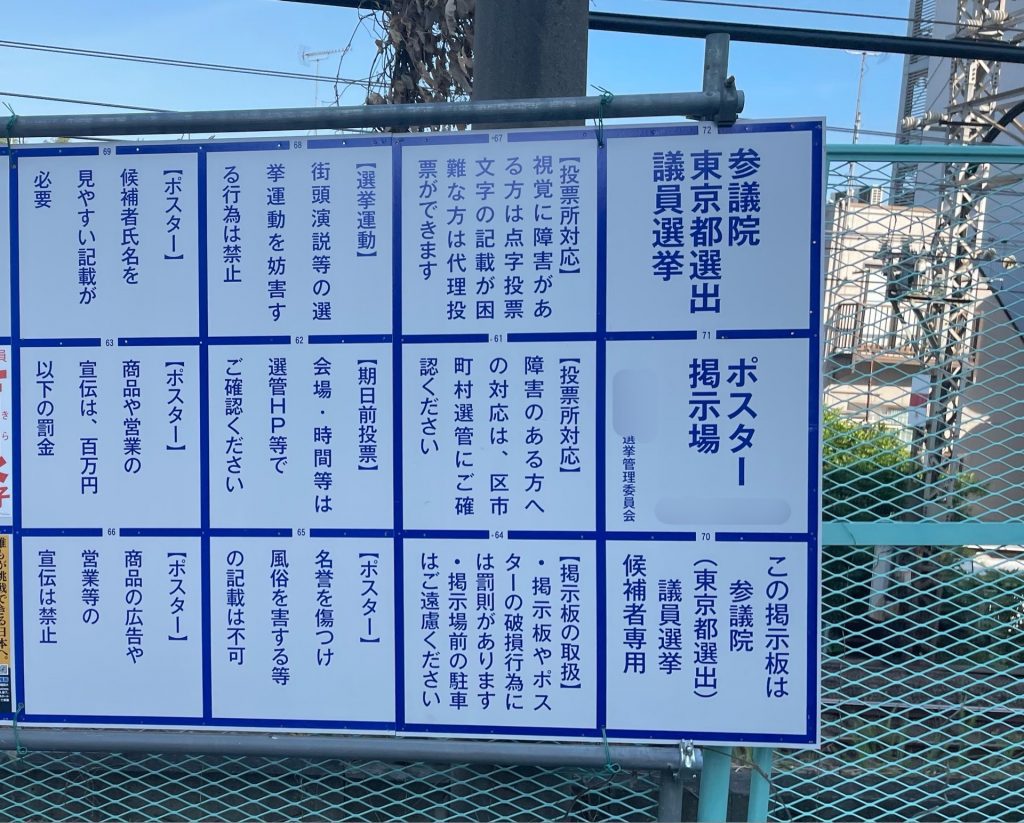 72
参議院
東京都選出
議員選挙
71
ポスター
掲示場
選挙管理委員会
70
この掲示板は
参議院
(東京都選出)
議員選挙
候補者専用
67
【投票所対応】
視覚に障害があ
る方は点字投票
文字の記載が困
難な方は代理投
票ができます
61
【投票所対応】
障害のある方へ
の対応は、区市
町村選管にご確
認ください
64
【掲示板の取扱】
・掲示板やポス
ターの破損行為に
は罰則があります
・掲示場前の駐車
はご遠慮ください
68
【選挙運動】
街頭演説等の選
挙運動を妨害す
る行為は禁止
62
【期日前投票】
会場・時間等は
選管HP等で
ご確認ください
65
【ポスター】
名誉を傷つけ
風俗を害する等
の記載は不可
69
【ポスター】
候補者氏名を
見やすい記載が
必要
63
【ポスター】
商品や営業の
宣伝は、百万円
以下の罰金
66
【ポスター】
商品の広告や
営業等の
宣伝は禁止
員
きら
子
誰もが挑戦できる日本へ。